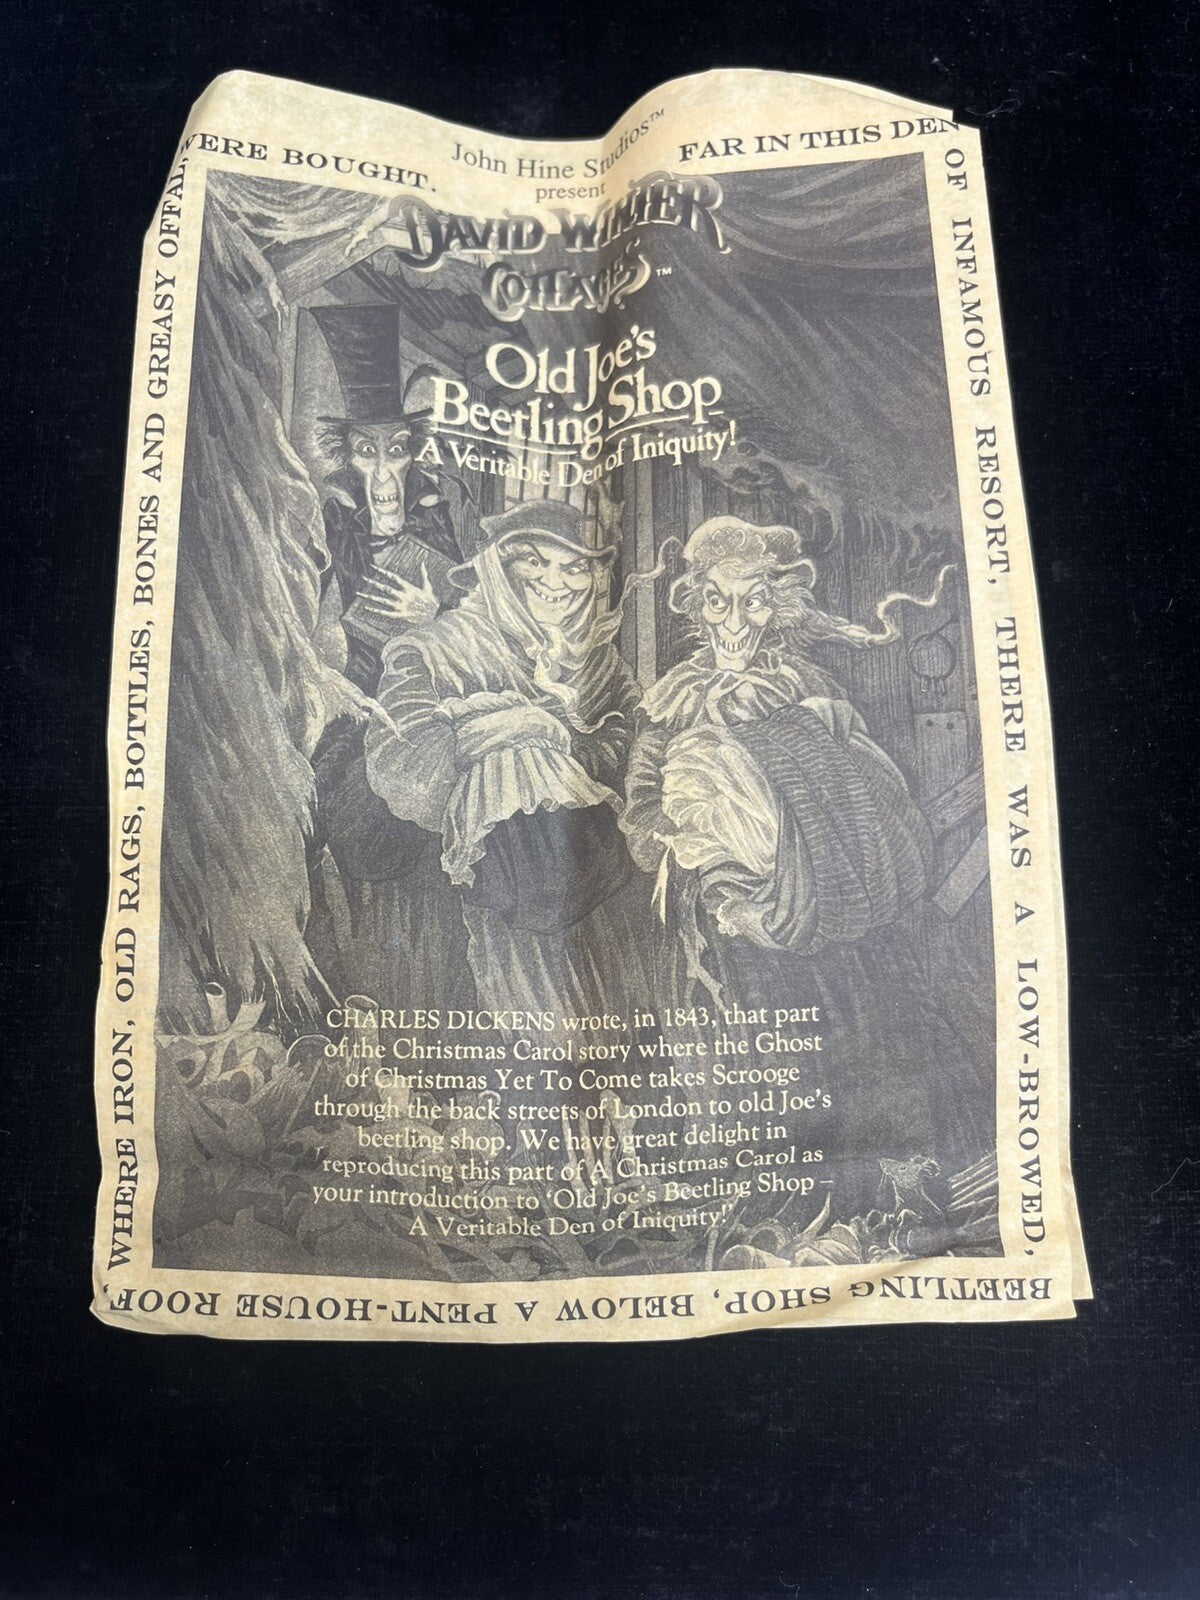 John Hine Studios™
present
DAVID WINTER
COTTAGES™
Old Joe's
Beetling Shop
A Veritable Den of Iniquity!
CHARLES DICKENS wrote, in 1843, that part
of the Christmas Carol story where the Ghost
of Christmas Yet To Come takes Scrooge
through the back streets of London to old Joe's
beetling shop. We have great delight in
reproducing this part of A Christmas Carol as
your introduction to 'Old Joe's Beetling Shop –
A Veritable Den of Iniquity!'
FAR IN THIS DEN
OF INFAMOUS RESORT, THERE WAS A LOW-BROWED,
BEETLING SHOP, BELOW A PENT-HOUSE ROOF,
WHERE IRON, OLD RAGS, BOTTLES, BONES AND GREASY OFFAL,
WERE BOUGHT.